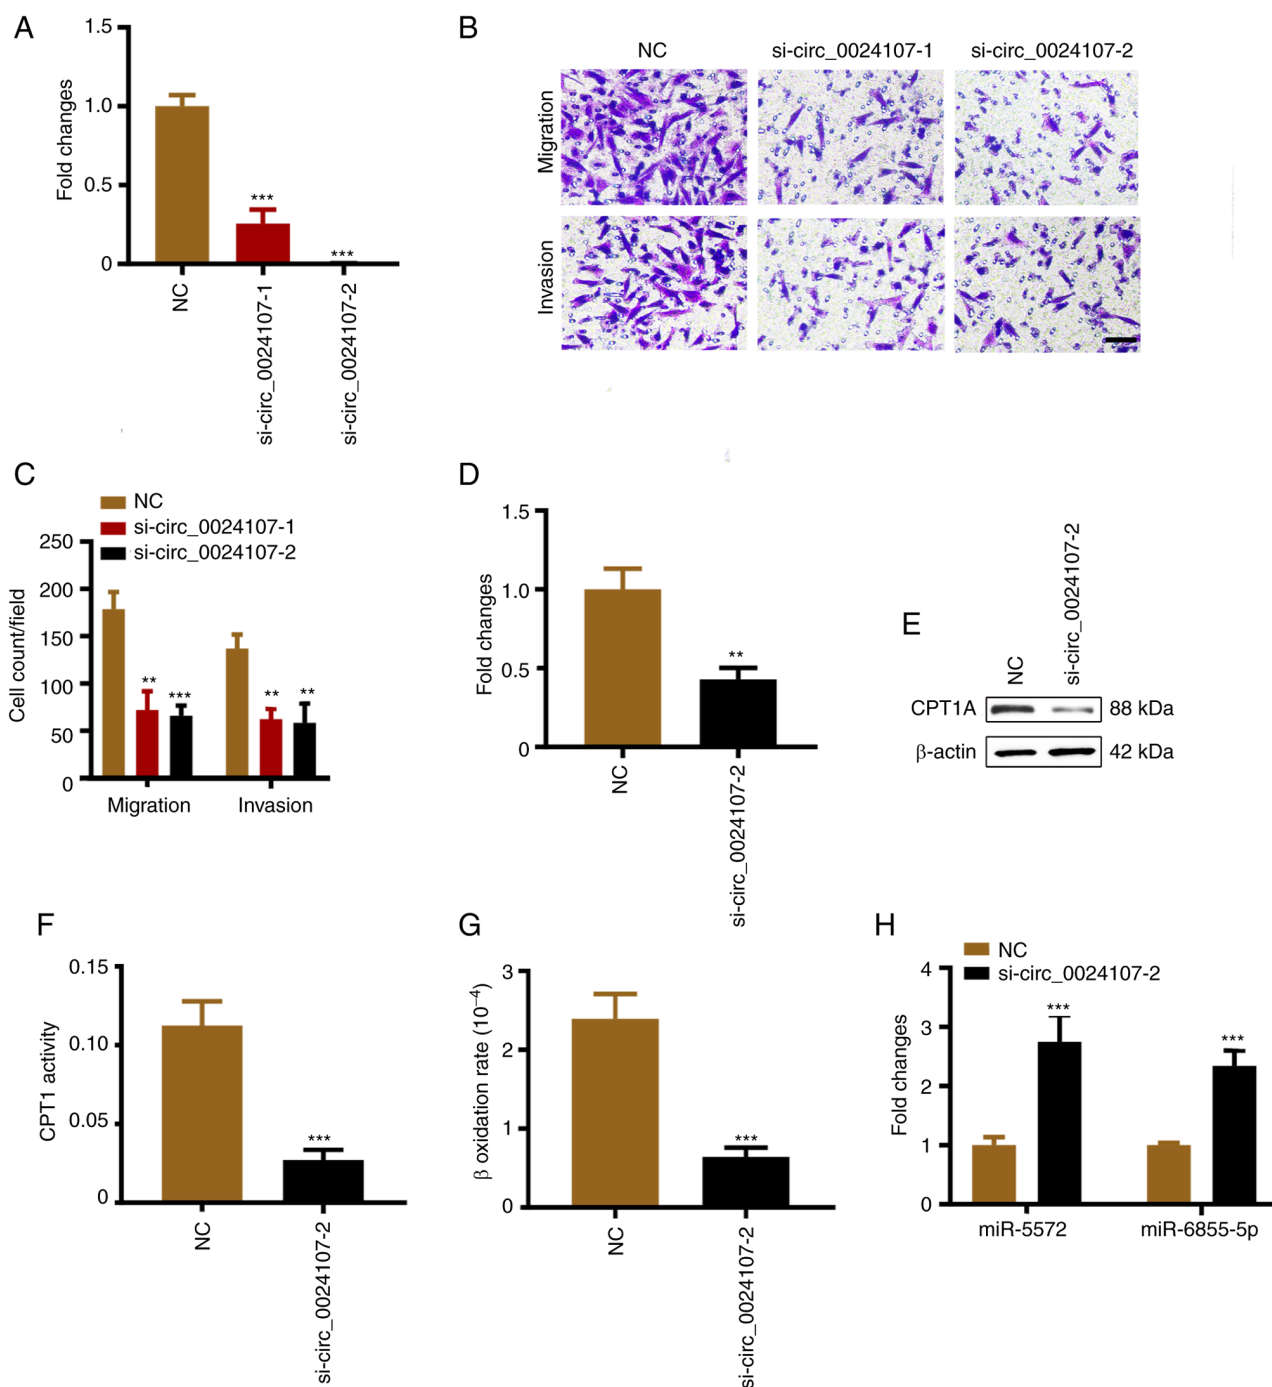 A
Fold changes
1.5
1.0
0.5
0
***
***
NC
si-circ_0024107-1
si-circ_0024107-2
B
NC
si-circ_0024107-1
si-circ_0024107-2
Migration
Invasion
C
NC
si-circ_0024107-1
si-circ_0024107-2
Cell count/field
250
200
150
100
50
0
**
***
**
**
Migration
Invasion
D
Fold changes
1.5
1.0
0.5
0
**
NC
si-circ_0024107-2
E
NC
si-circ_0024107-2
CPT1A
88 kDa
β-actin
42 kDa
F
CPT1 activity
0.15
0.10
0.05
0
***
NC
si-circ_0024107-2
G
β oxidation rate (10⁻⁴)
3
2
1
0
***
NC
si-circ_0024107-2
H
NC
si-circ_0024107-2
Fold changes
4
3
2
1
0
***
***
miR-5572
miR-6855-5p